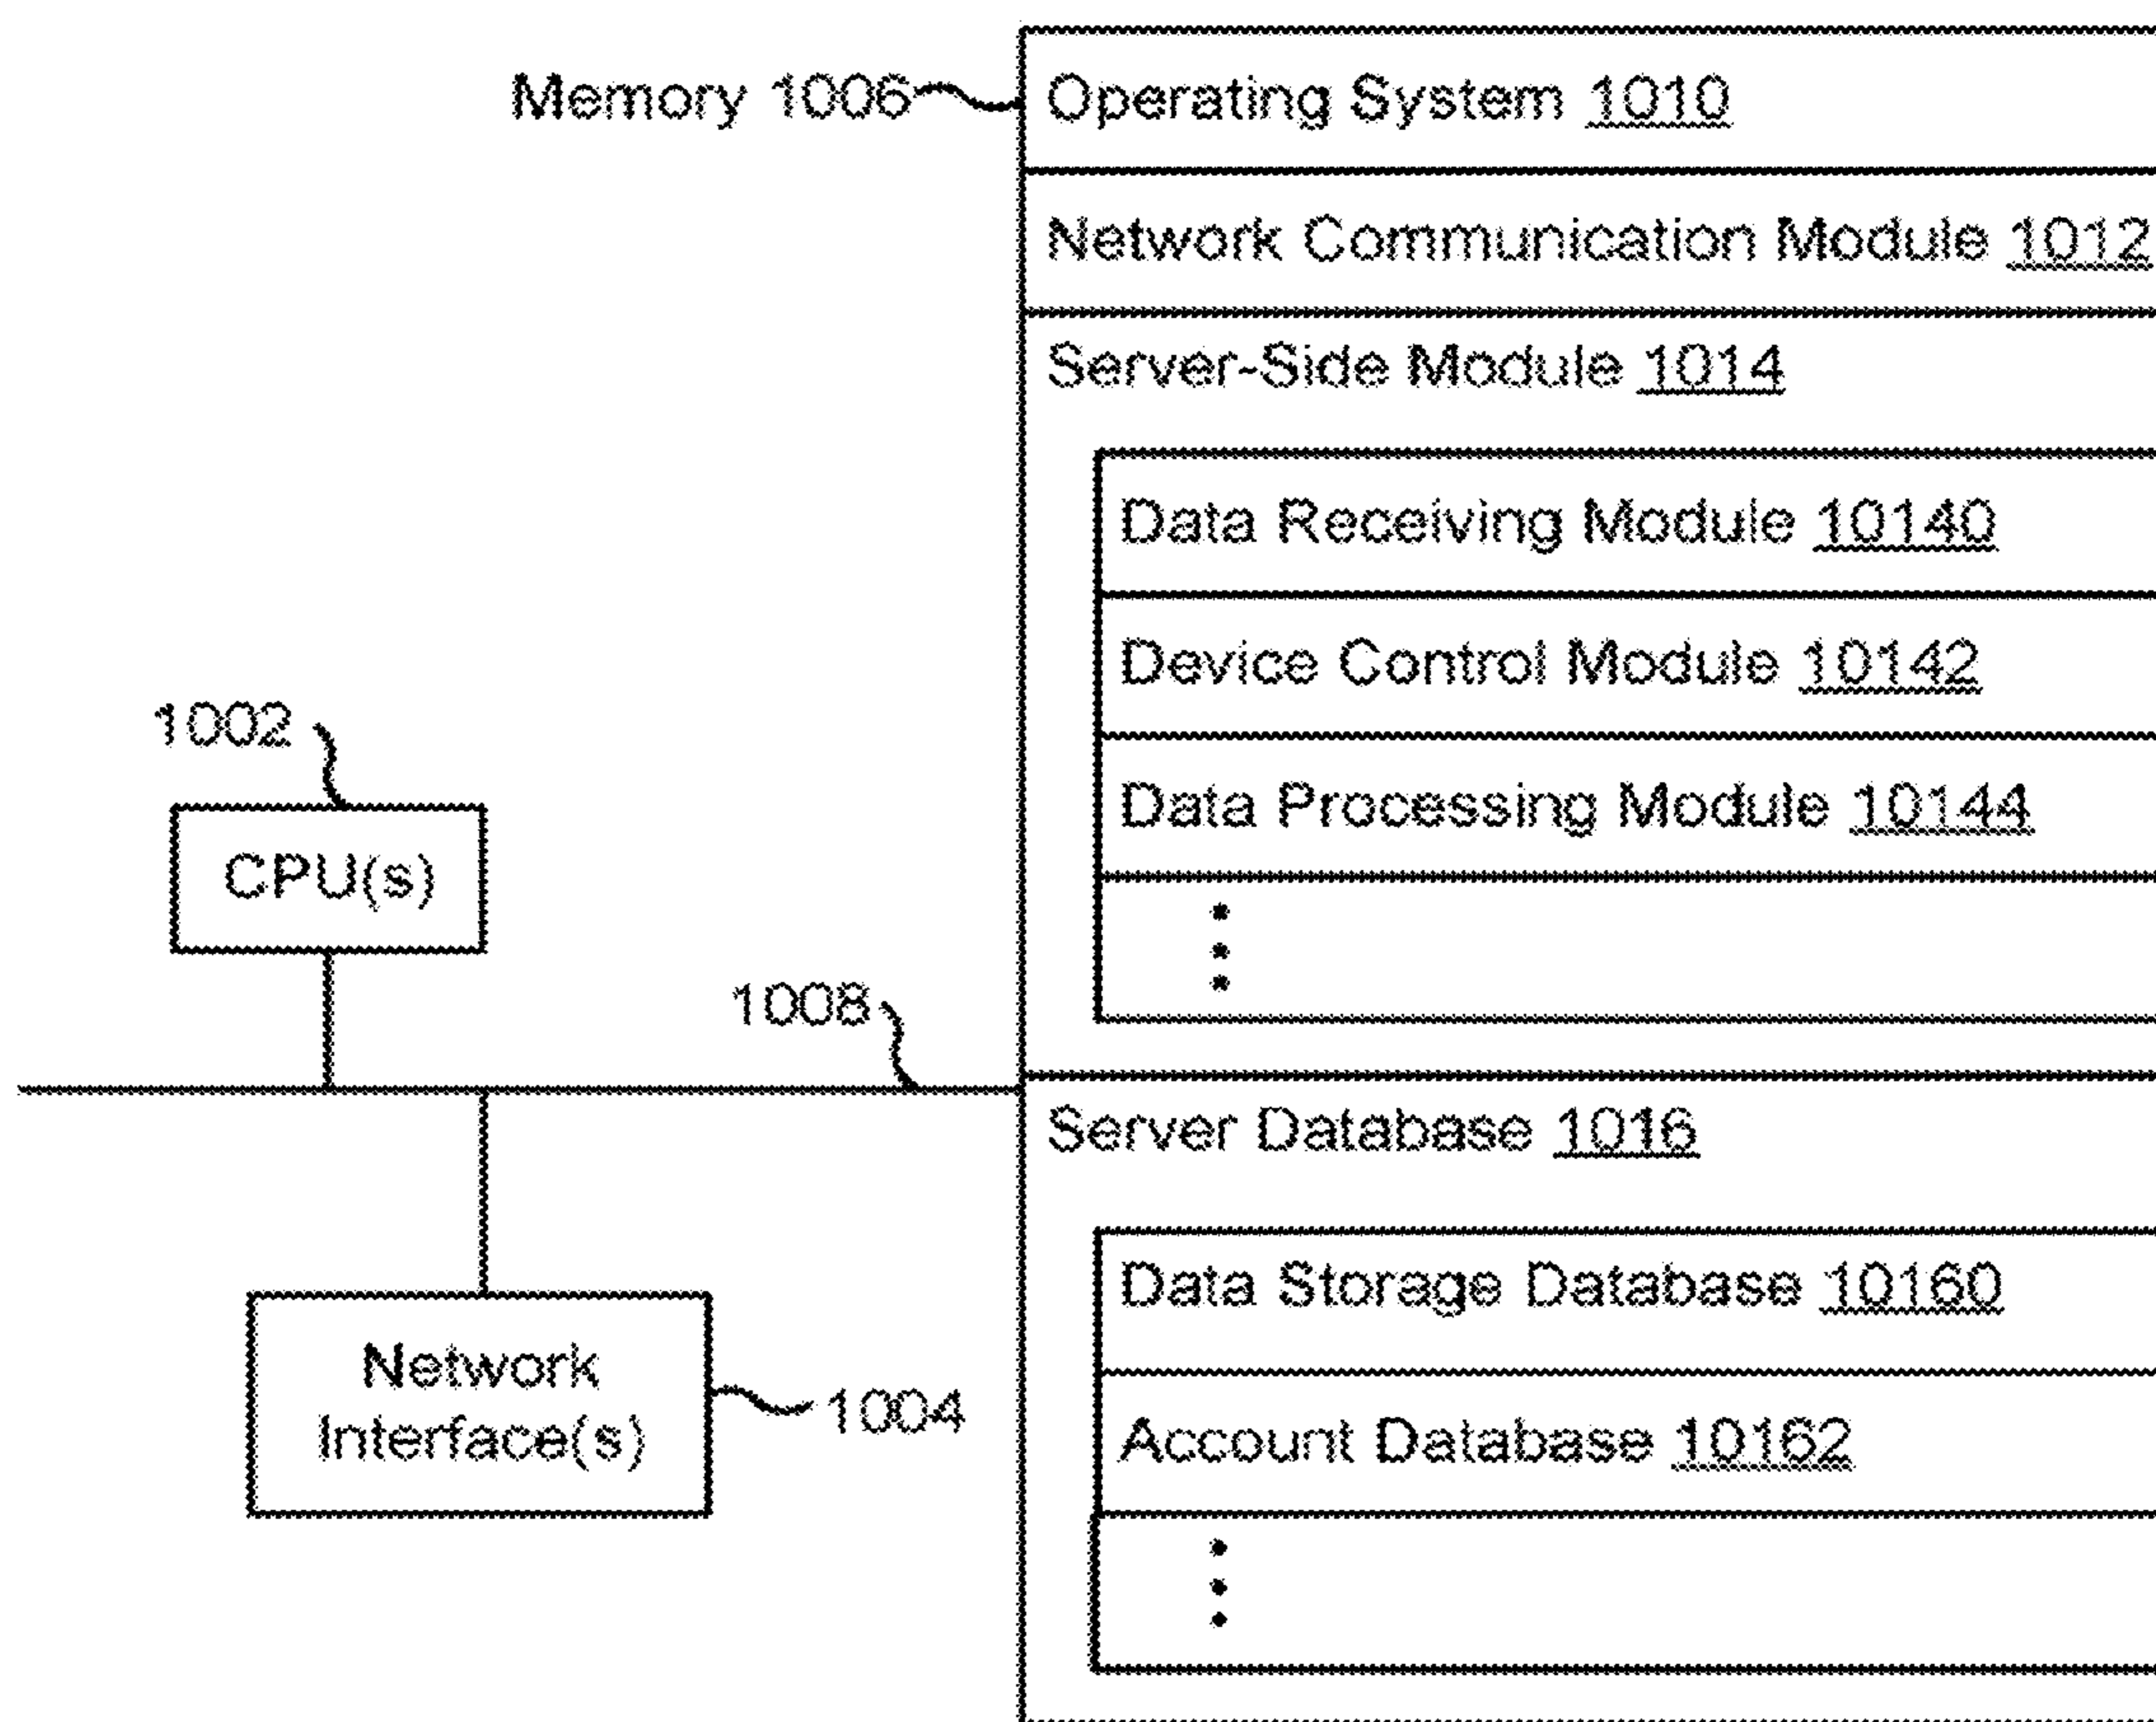 Memory 1006
Operating System 1010
Network Communication Module 1012
Server-Side Module 1014
Data Receiving Module 10140
Device Control Module 10142
Data Processing Module 10144
1002
CPU(s)
1008
Server Database 1016
Data Storage Database 10160
Account Database 10162
Network
Interface(s)
1004